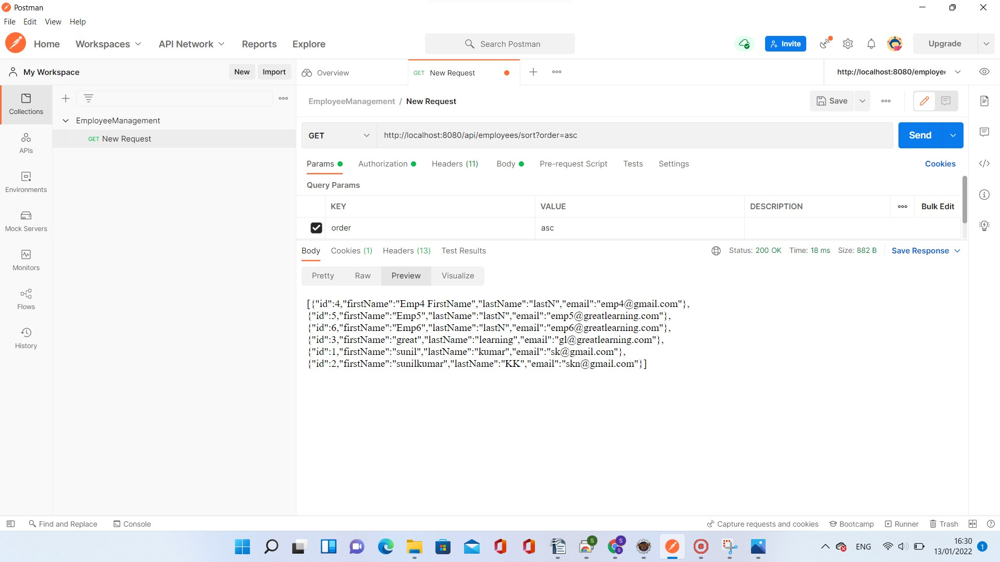 Postman
File Edit View Help
Home Workspaces API Network Reports Explore Search Postman Invite Upgrade
My Workspace New Import Overview GET New Request http://localhost:8080/employe
EmployeeManagement / New Request Save
Collections
EmployeeManagement
GET New Request
GET http://localhost:8080/api/employees/sort?order=asc Send
APIs
Params Authorization Headers (11) Body Pre-request Script Tests Settings Cookies
Environments
Query Params
KEY VALUE DESCRIPTION Bulk Edit
Mock Servers
order asc
Body Cookies (1) Headers (13) Test Results Status: 200 OK Time: 18 ms Size: 882 B Save Response
Monitors
Pretty Raw Preview Visualize
Flows
[{"id":4,"firstName":"Emp4 FirstName","lastName":"lastN","email":"emp4@gmail.com"},
{"id":5,"firstName":"Emp5","lastName":"lastN","email":"emp5@greatlearning.com"},
{"id":6,"firstName":"Emp6","lastName":"lastN","email":"emp6@greatlearning.com"},
{"id":3,"firstName":"great","lastName":"learning","email":"gl@greatlearning.com"},
History
{"id":1,"firstName":"sunil","lastName":"kumar","email":"sk@gmail.com"},
{"id":2,"firstName":"sunilkumar","lastName":"KK","email":"skn@gmail.com"}]
Find and Replace Console Capture requests and cookies Bootcamp Runner Trash
S S S
ENG 16:30 1
13/01/2022